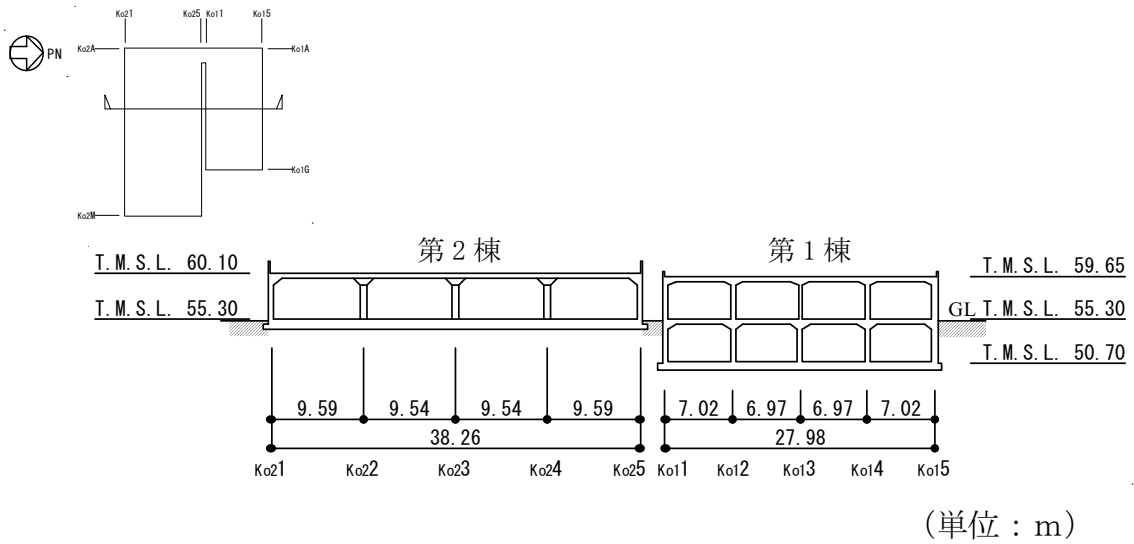 Ko21 Ko25 Ko11 Ko15
PN
Ko2A Ko1A
Ko1G
Ko2M
第2棟 第1棟
T.M.S.L. 60.10 T.M.S.L. 59.65
T.M.S.L. 55.30 GL T.M.S.L. 55.30
T.M.S.L. 50.70
9.59 9.54 9.54 9.59 7.02 6.97 6.97 7.02
38.26 27.98
Ko21 Ko22 Ko23 Ko24 Ko25 Ko11 Ko12 Ko13 Ko14 Ko15
(単位:m)